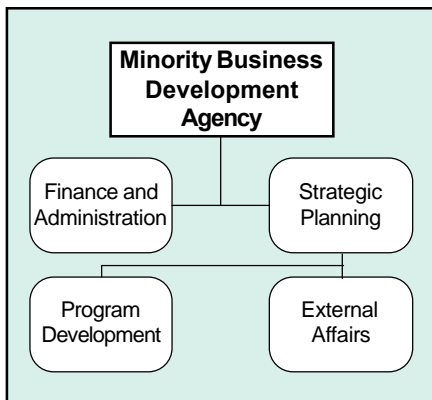 Minority Business
Development
Agency
Finance and
Administration
Strategic
Planning
Program
Development
External
Affairs